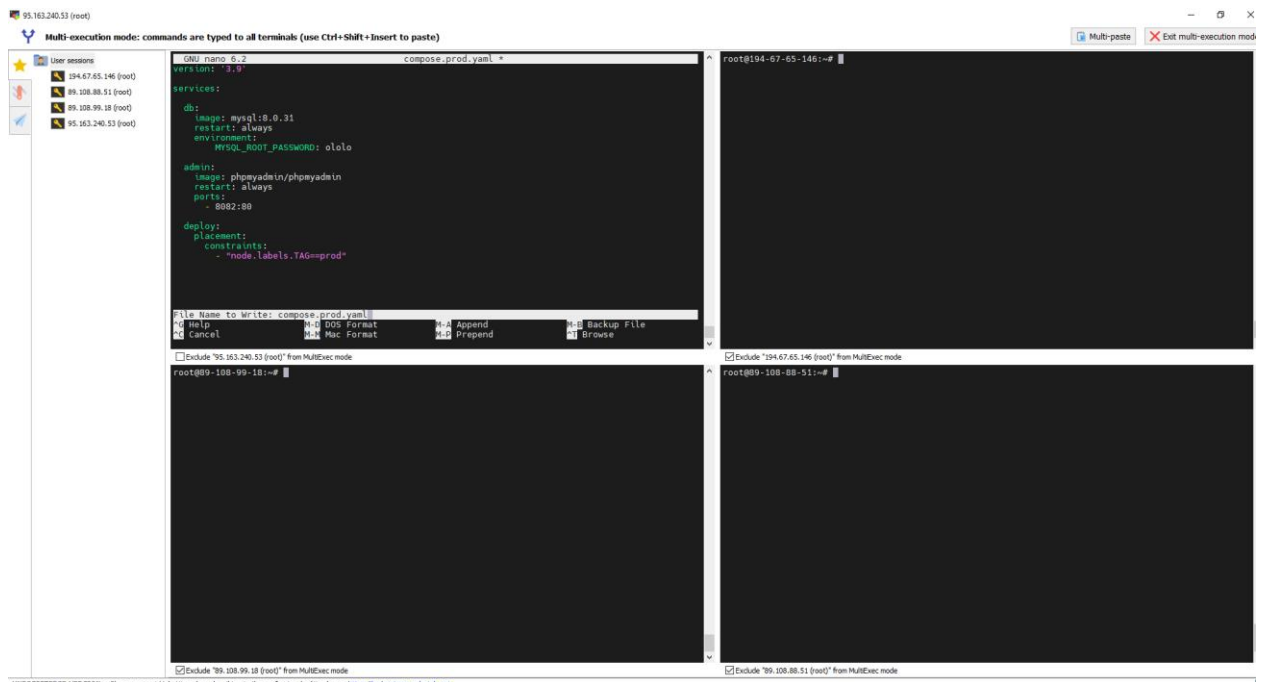 95.163.240.53 (root)
Multi-execution mode: commands are typed to all terminals (use Ctrl+Shift+Insert to paste)
Multi-paste
Exit multi-execution mode
User sessions
194.67.65.146 (root)
89.108.88.51 (root)
89.108.99.18 (root)
95.163.240.53 (root)
GNU nano 6.2 compose.prod.yaml *
version: '3.9'
services:
db:
image: mysql:8.0.31
restart: always
environment:
MYSQL_ROOT_PASSWORD: ololo
admin:
image: phpmyadmin/phpmyadmin
restart: always
ports:
- 8082:80
deploy:
placement:
constraints:
- "node.labels.TAG==prod"
File Name to Write: compose.prod.yaml
^G Help M-D DOS Format M-A Append M-B Backup File
^C Cancel M-M Mac Format M-P Prepend ^T Browse
Exclude "95.163.240.53 (root)" from MultiExec mode
root@194-67-65-146:~#
Exclude "194.67.65.146 (root)" from MultiExec mode
root@89-108-99-18:~#
Exclude "89.108.99.18 (root)" from MultiExec mode
root@89-108-88-51:~#
Exclude "89.108.88.51 (root)" from MultiExec mode